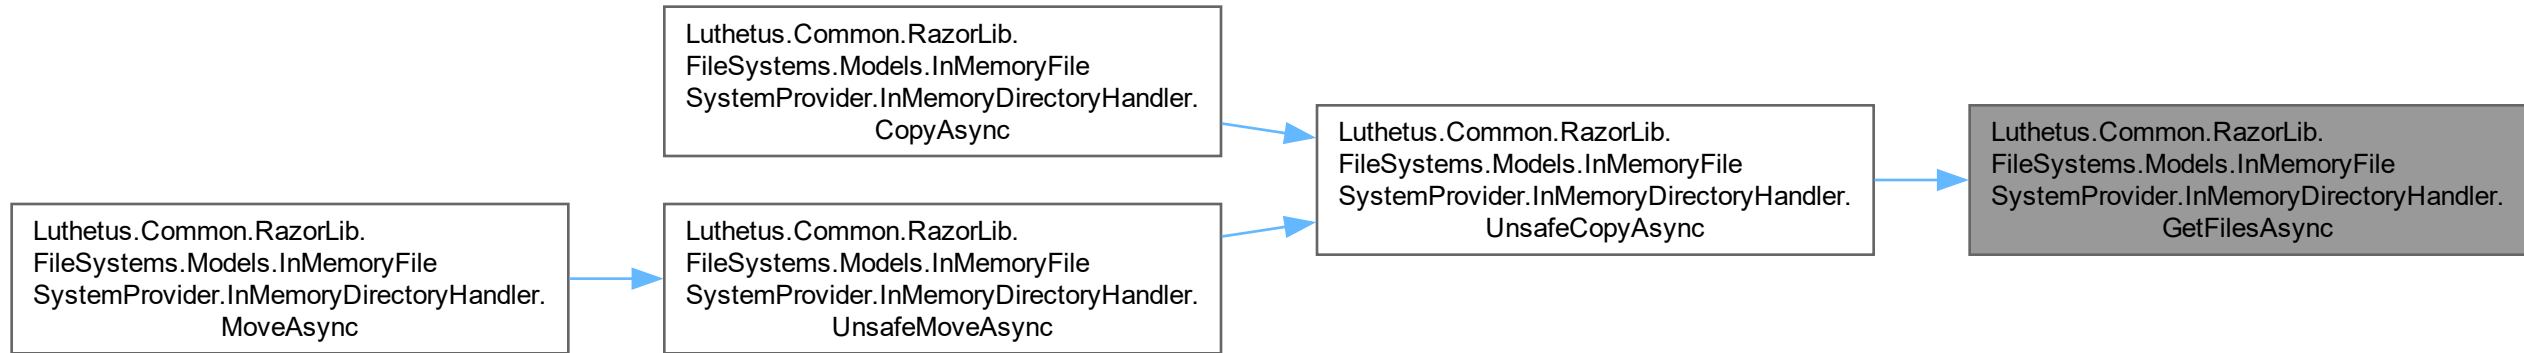 Luthetus.Common.RazorLib.
FileSystems.Models.InMemoryFile
SystemProvider.InMemoryDirectoryHandler.
CopyAsync
Luthetus.Common.RazorLib.
FileSystems.Models.InMemoryFile
SystemProvider.InMemoryDirectoryHandler.
MoveAsync
Luthetus.Common.RazorLib.
FileSystems.Models.InMemoryFile
SystemProvider.InMemoryDirectoryHandler.
UnsafeMoveAsync
Luthetus.Common.RazorLib.
FileSystems.Models.InMemoryFile
SystemProvider.InMemoryDirectoryHandler.
UnsafeCopyAsync
Luthetus.Common.RazorLib.
FileSystems.Models.InMemoryFile
SystemProvider.InMemoryDirectoryHandler.
GetFilesAsync